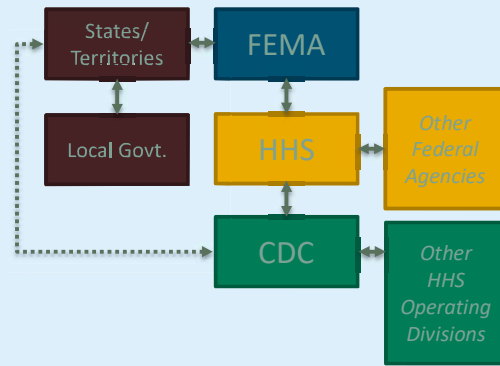 States/
Territories
FEMA
Local Govt.
HHS
Other
Federal
Agencies
CDC
Other
HHS
Operating
Divisions